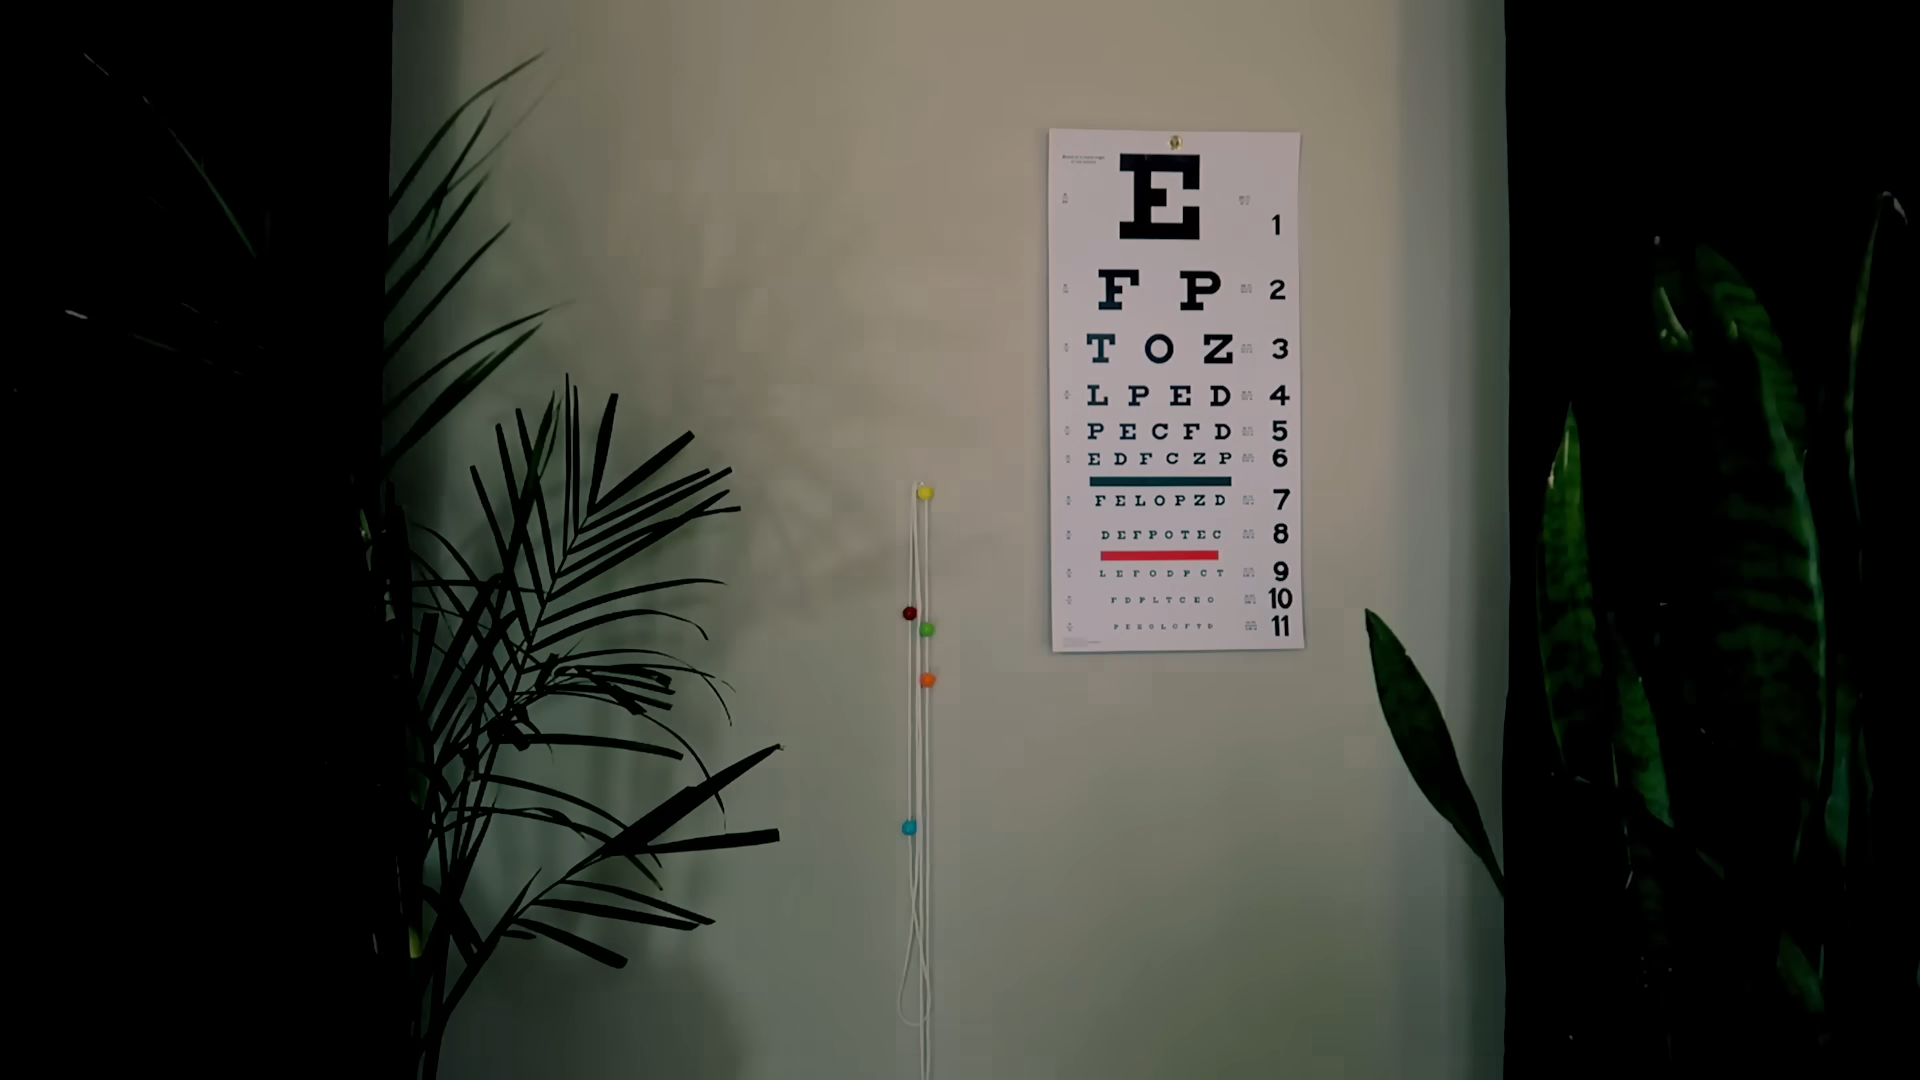 E 1
F P 2
T O Z 3
L P E D 4
P E C F D 5
E D F C Z P 6
F E L O P Z D 7
D E F P O T E C 8
L E F O D P C T 9
F D P L T C E O 10
11